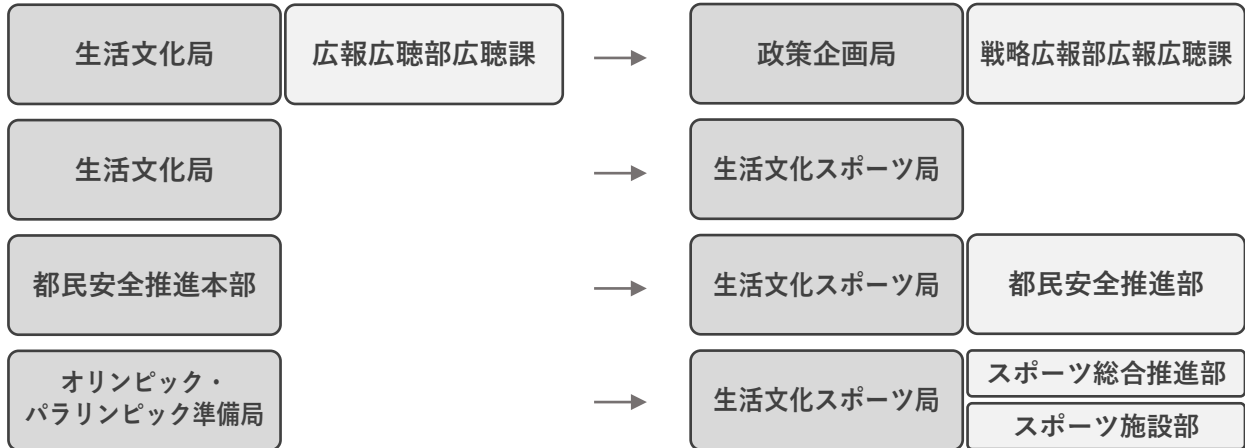 生活文化局 広報広聴部広聴課 → 政策企画局 戦略広報部広報広聴課
生活文化局 → 生活文化スポーツ局
都民安全推進本部 → 生活文化スポーツ局 都民安全推進部
オリンピック・
パラリンピック準備局 → 生活文化スポーツ局
スポーツ総合推進部
スポーツ施設部